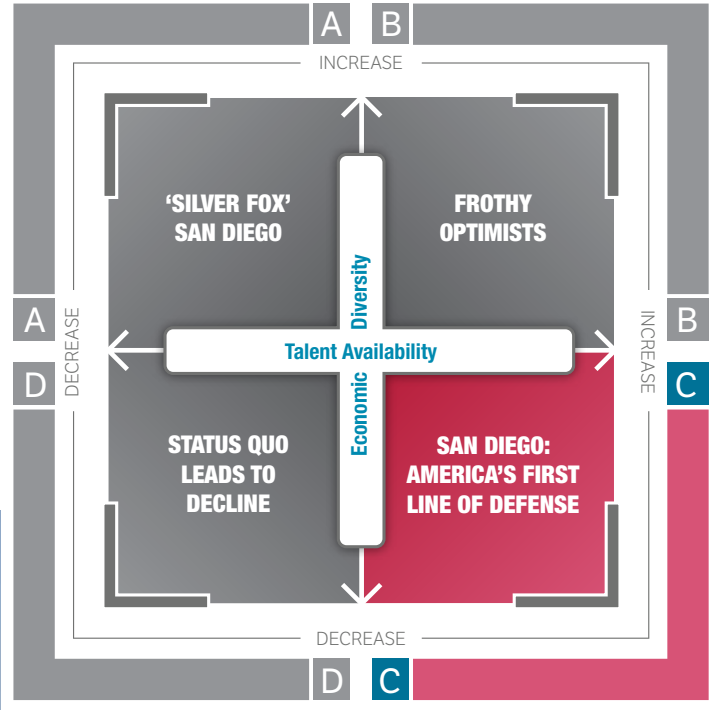 A B
INCREASE
‘SILVER FOX’
SAN DIEGO
FROTHY
OPTIMISTS
A
B
DECREASE
INCREASE
Economic Diversity
Talent Availability
D
C
STATUS QUO
LEADS TO
DECLINE
SAN DIEGO:
AMERICA’S FIRST
LINE OF DEFENSE
DECREASE
D C